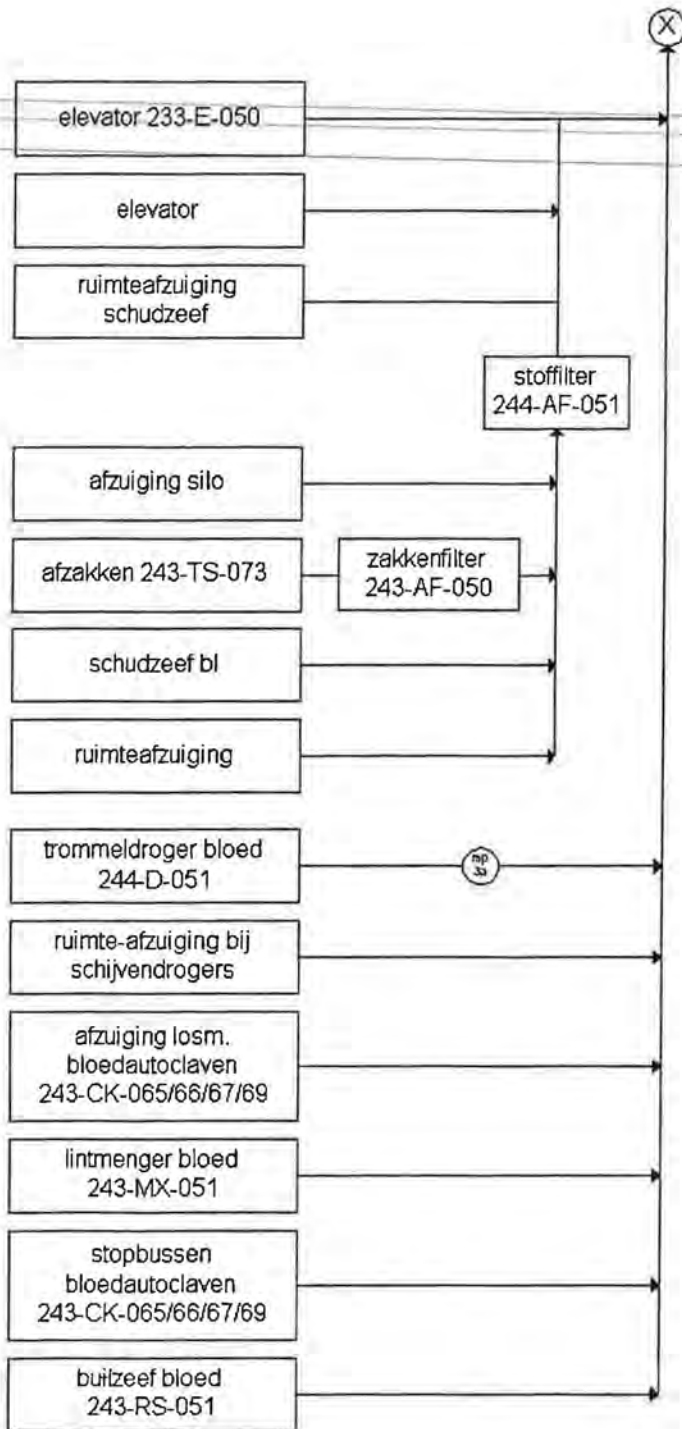 X
elevator 233-E-050
elevator
ruimteafzuiging
schudzeef
stoffilter
244-AF-051
afzuiging silo
afzakken 243-TS-073
zakkenfilter
243-AF-050
schudzeef bl
ruimteafzuiging
trommeldroger bloed
244-D-051
mp
3a
ruimte-afzuiging bij
schijvendrogers
afzuiging losm.
bloedautoclaven
243-CK-065/66/67/69
lintmenger bloed
243-MX-051
stopbussen
bloedautoclaven
243-CK-065/66/67/69
builzeef bloed
243-RS-051